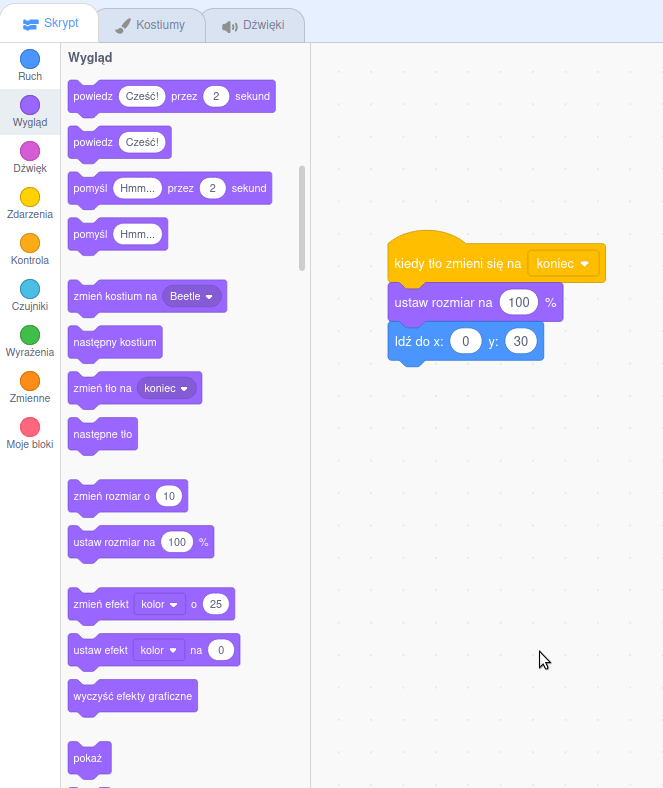 Skrypt
Kostiumy
Dźwięki
Ruch
Wygląd
Dźwięk
Zdarzenia
Kontrola
Czujniki
Wyrażenia
Zmienne
Moje bloki
Wygląd
powiedz Cześć! przez 2 sekund
powiedz Cześć!
pomyśl Hmm... przez 2 sekund
pomyśl Hmm...
zmień kostium na Beetle
następny kostium
zmień tło na koniec
następne tło
zmień rozmiar o 10
ustaw rozmiar na 100 %
zmień efekt kolor o 25
ustaw efekt kolor na 0
wyczyść efekty graficzne
pokaż
kiedy tło zmieni się na koniec
ustaw rozmiar na 100 %
Idź do x: 0 y: 30